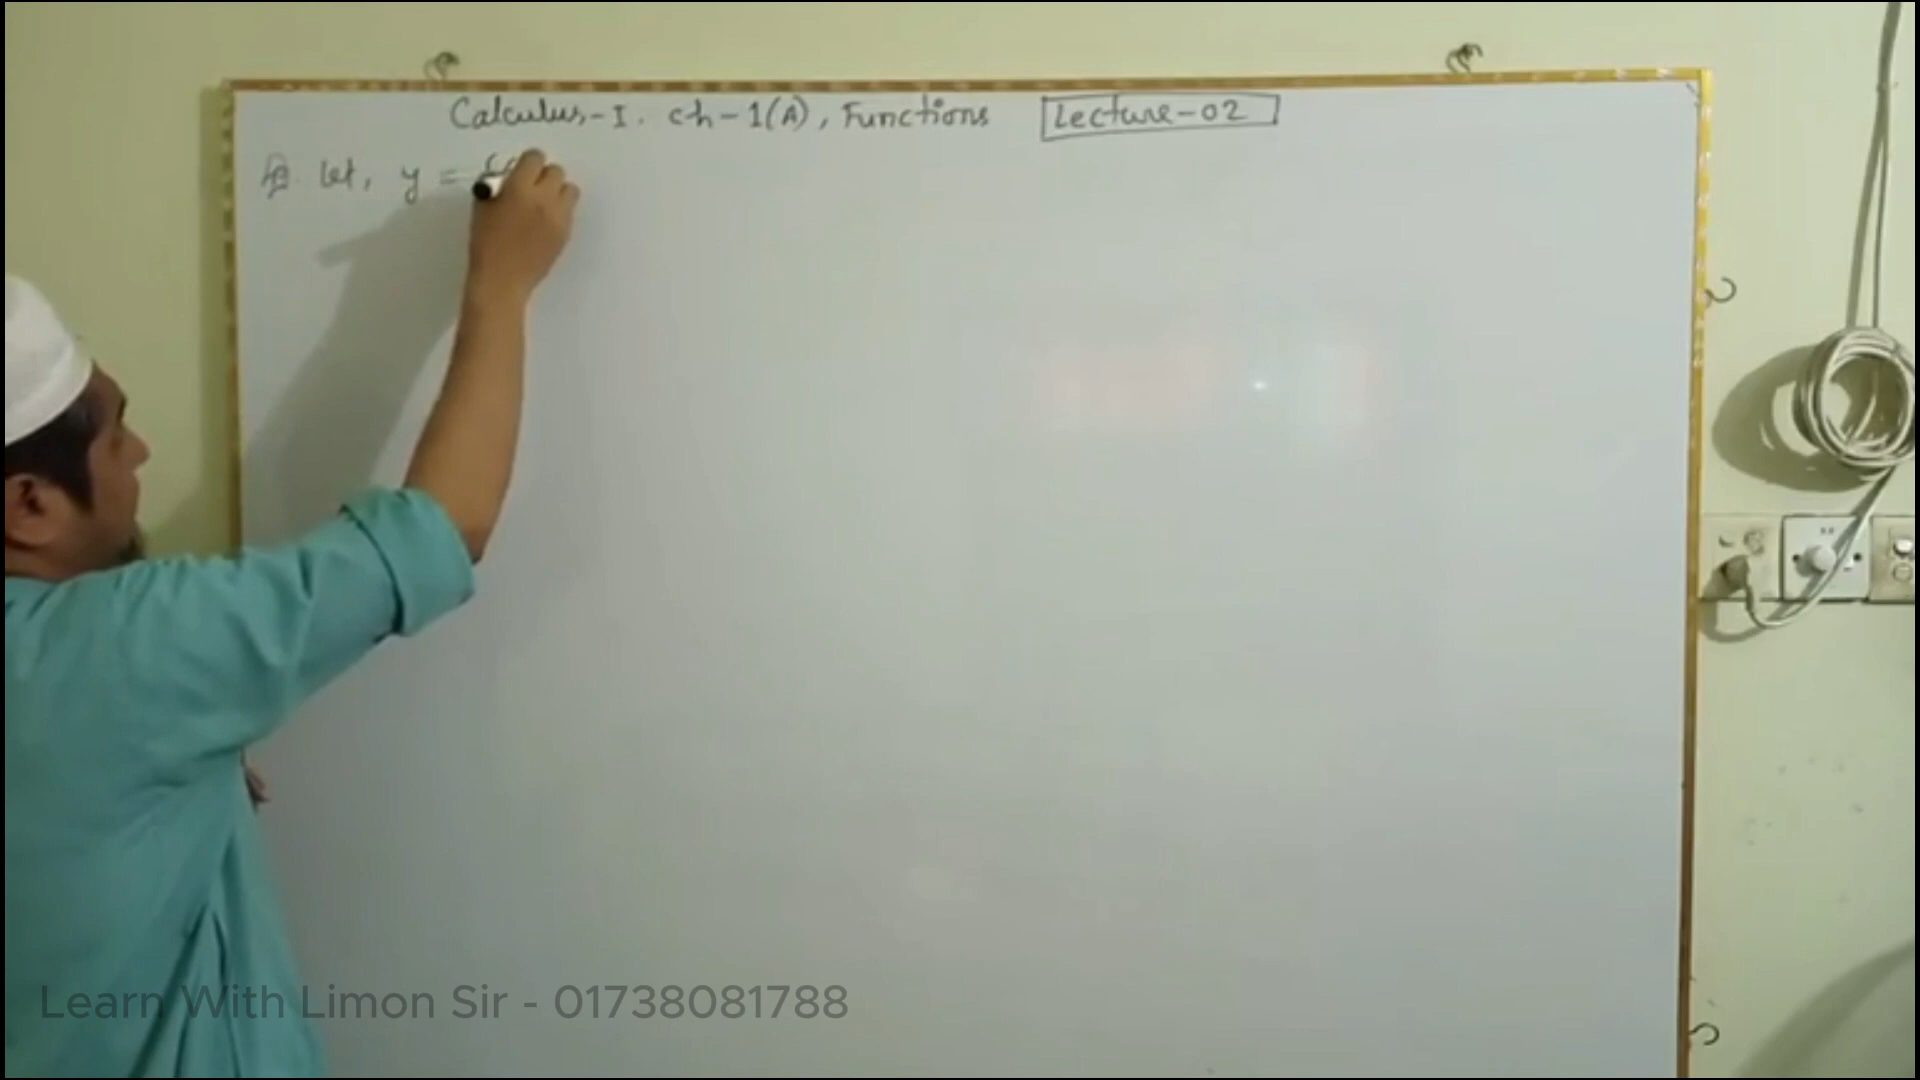 Calculus-I. ch-1(A), Functions Lecture-02
Let, y =
Learn With Limon Sir - 01738081788